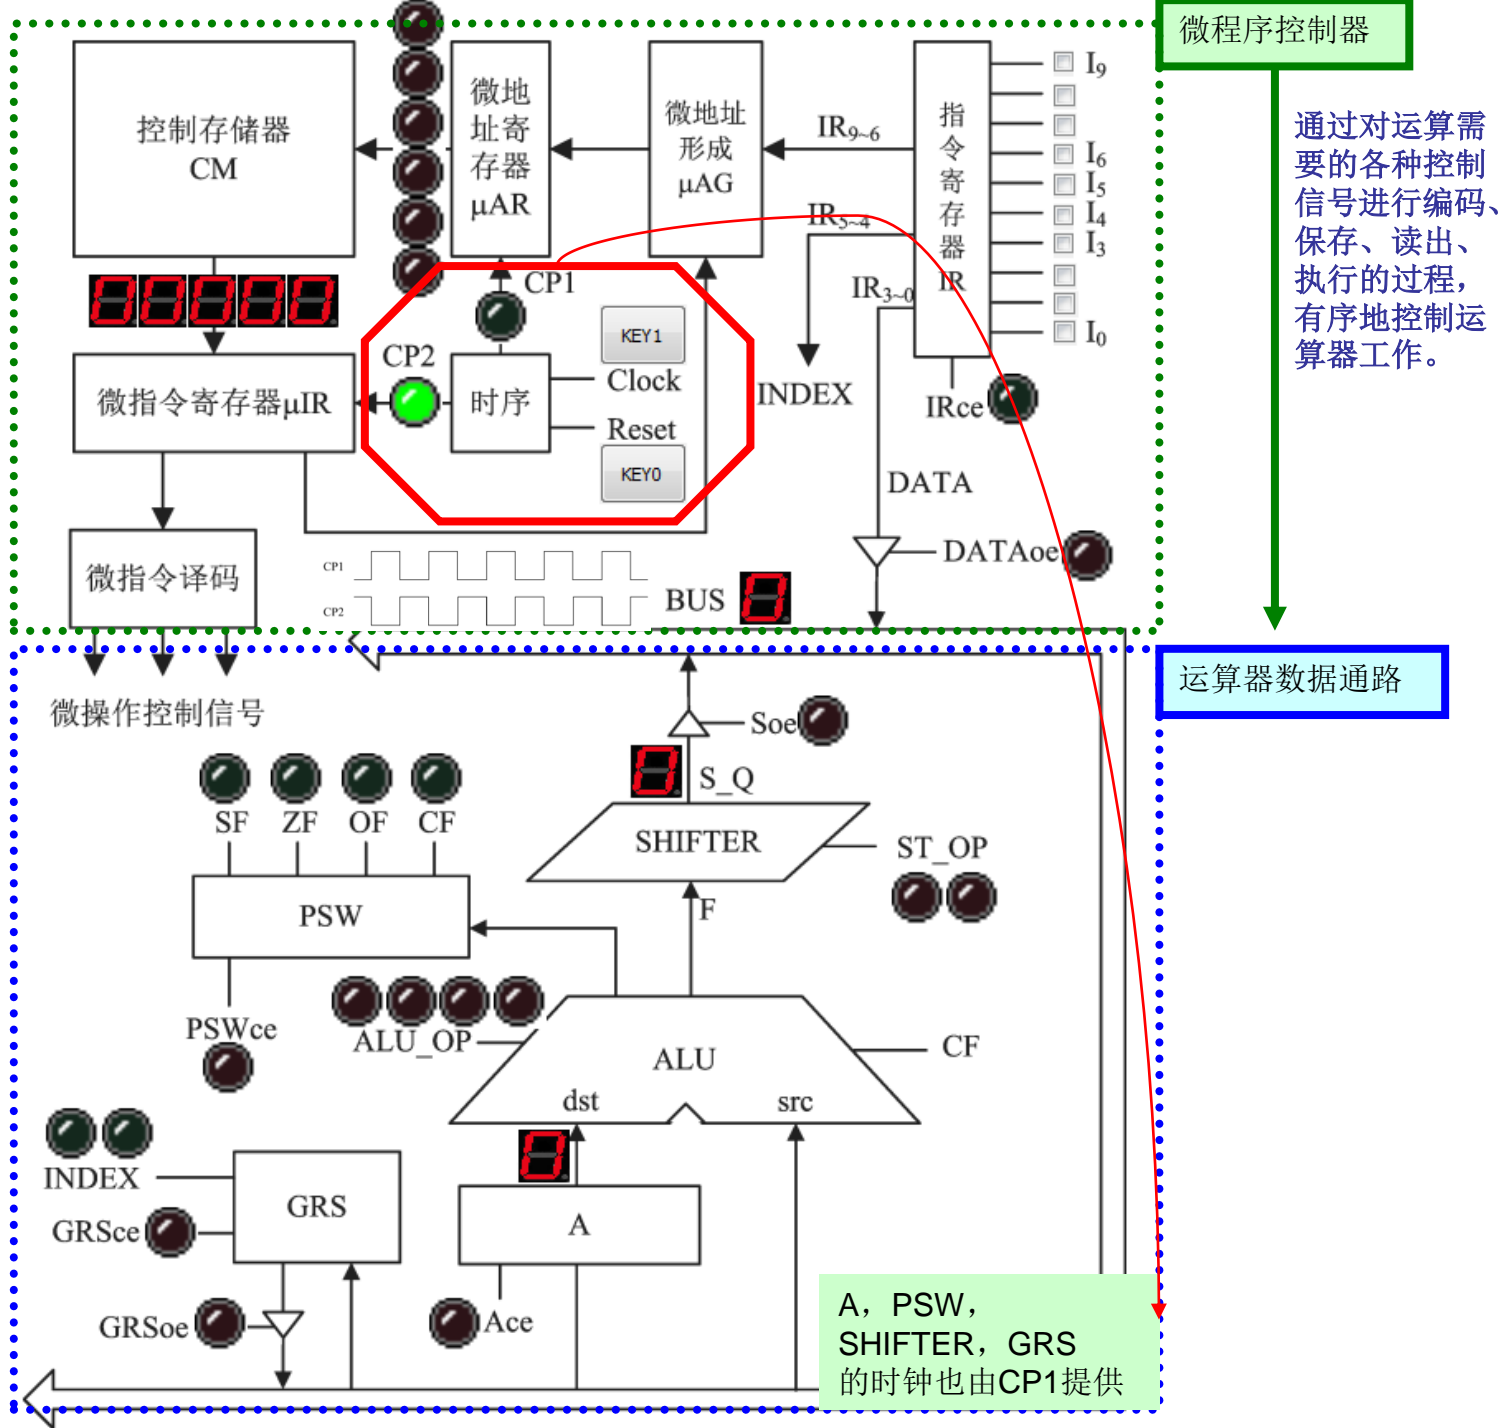 微程序控制器
通过对运算需
要的各种控制
信号进行编码、
保存、读出、
执行的过程，
有序地控制运
算器工作。
控制存储器
CM
微地
址寄
存器
μAR
微地址
形成
μAG
IR9~6
指
令
寄
存
器
IR
I9
I6
I5
I4
I3
I0
IR5~4
IR3~0
INDEX
IRce
CP1
KEY1
CP2
Clock
时序
Reset
KEY0
00000
微指令寄存器μIR
DATA
DATAoe
微指令译码
CP1
CP2
BUS
0
微操作控制信号
运算器数据通路
Soe
0
S_Q
SF
ZF
OF
CF
SHIFTER
ST_OP
PSW
F
PSWce
ALU_OP
ALU
CF
dst
src
0
INDEX
GRS
GRSce
A
GRSoe
Ace
A，PSW，
SHIFTER，GRS
的时钟也由CP1提供